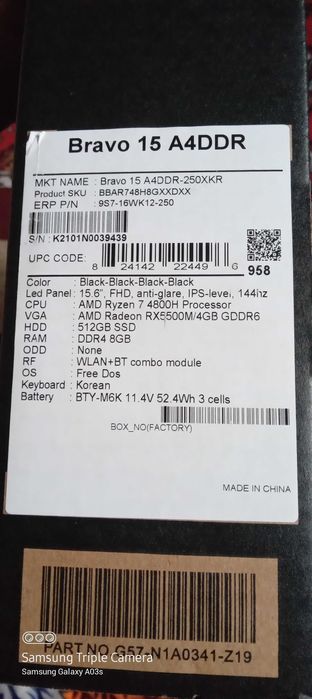 Bravo 15 A4DDR
MKT NAME : Bravo 15 A4DDR-250XKR
Product SKU : BBAR748H8GXXDXX
ERP P/N : 9S7-16WK12-250
S/N : K2101N0039439
UPC CODE: 8 24142 22449 6
958
Color : Black-Black-Black-Black
Led Panel : 15.6", FHD, anti-glare, IPS-level, 144hz
CPU : AMD Ryzen 7 4800H Processor
VGA : AMD Radeon RX5500M/4GB GDDR6
HDD : 512GB SSD
RAM : DDR4 8GB
ODD : None
RF : WLAN+BT combo module
OS : Free Dos
Keyboard : Korean
Battery : BTY-M6K 11.4V 52.4Wh 3 cells
BOX_NO(FACTORY)
MADE IN CHINA
PART NO G57-N1A0341-Z19
Samsung Triple Camera
Samsung Galaxy A03s